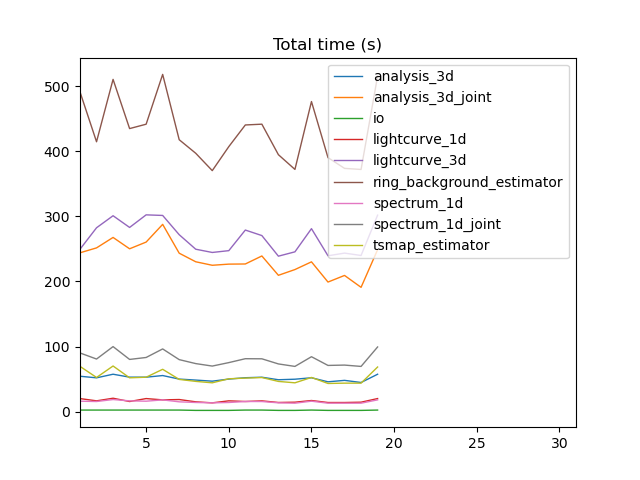 Total time (s)
analysis_3d
analysis_3d_joint
io
lightcurve_1d
lightcurve_3d
ring_background_estimator
spectrum_1d
spectrum_1d_joint
tsmap_estimator
500
400
300
200
100
0
5 10 15 20 25 30